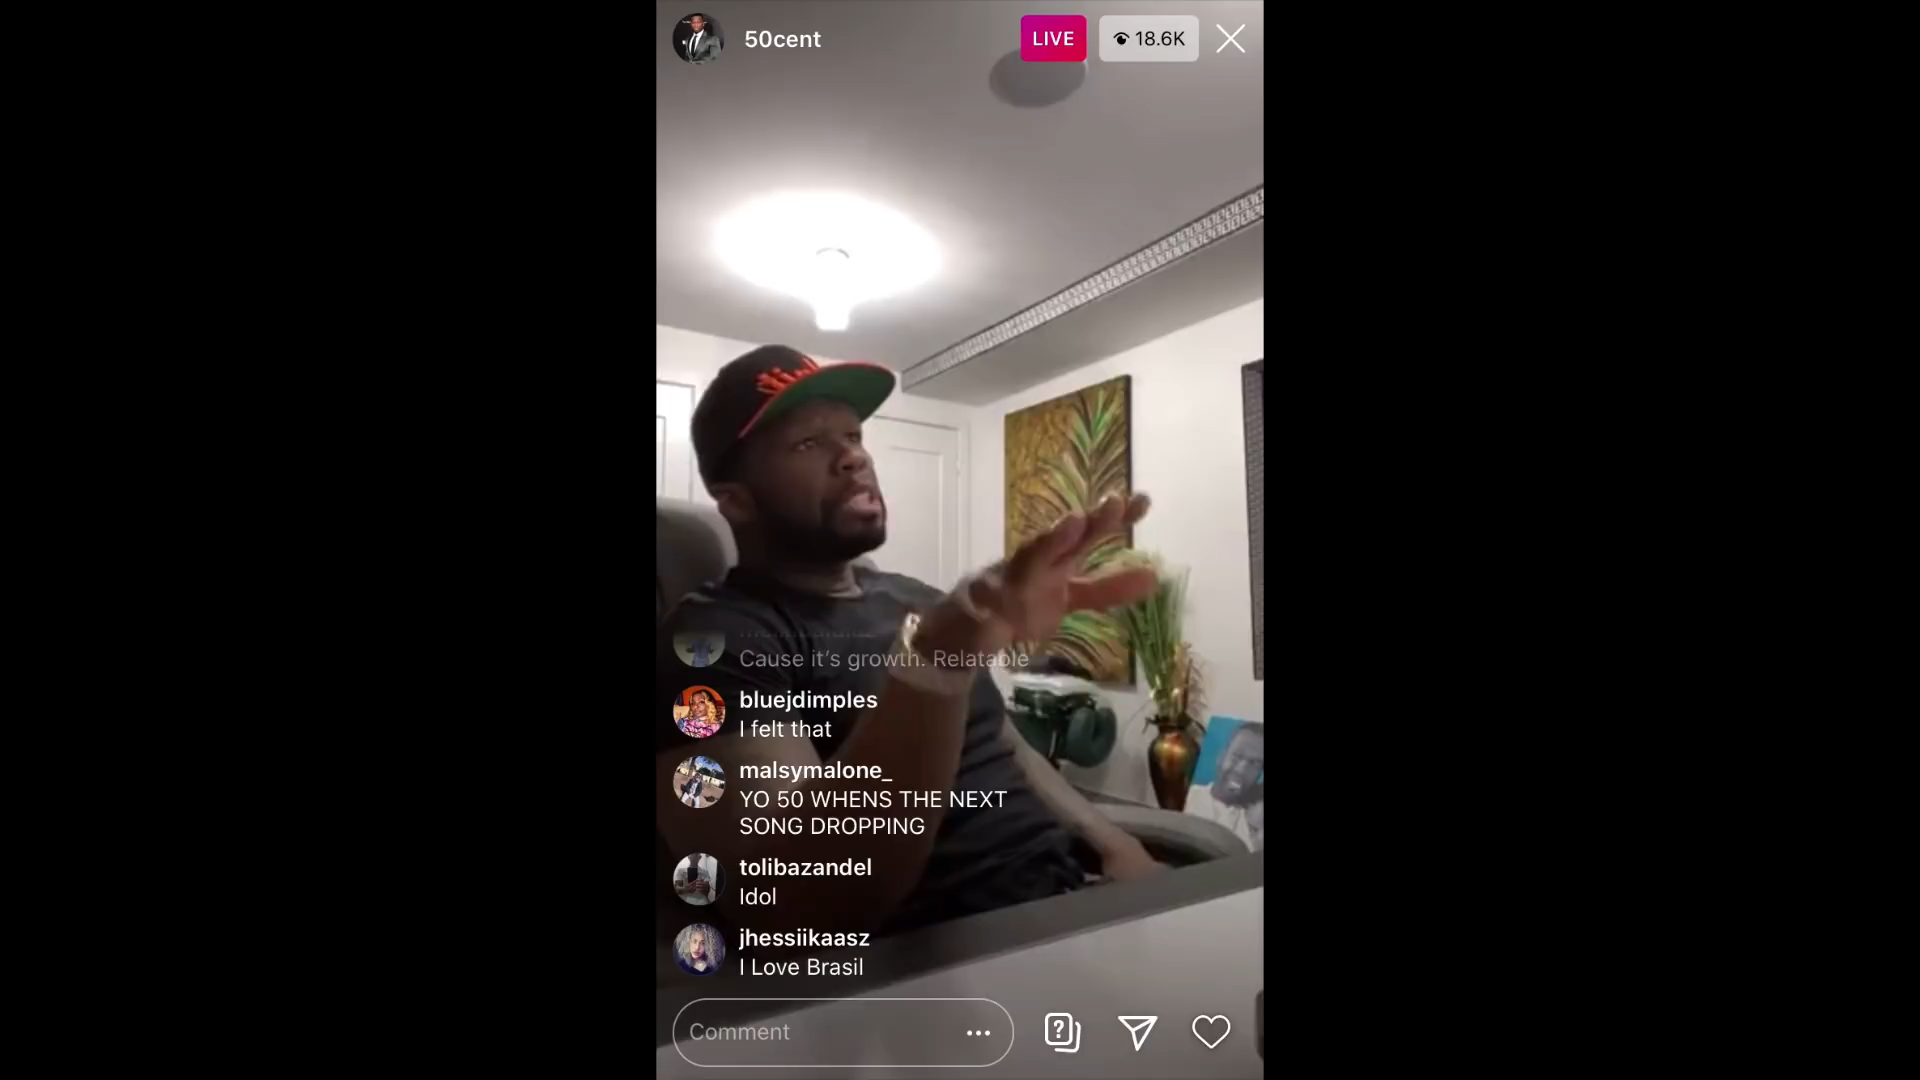 50cent
LIVE
18.6K
Cause it's growth. Relatable
bluejdimples
I felt that
malsymalone_
YO 50 WHENS THE NEXT
SONG DROPPING
tolibazandel
Idol
jhessiikaasz
I Love Brasil
Comment